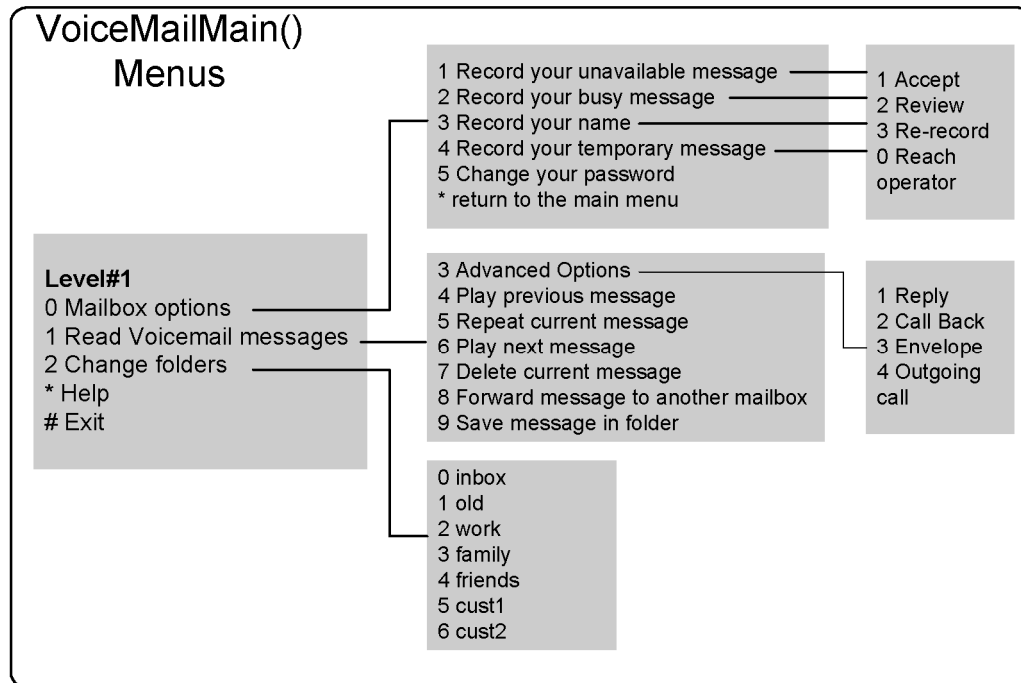 VoiceMailMain()
Menus
1 Record your unavailable message
2 Record your busy message
3 Record your name
4 Record your temporary message
5 Change your password
* return to the main menu
1 Accept
2 Review
3 Re-record
0 Reach
operator
Level#1
0 Mailbox options
1 Read Voicemail messages
2 Change folders
* Help
# Exit
3 Advanced Options
4 Play previous message
5 Repeat current message
6 Play next message
7 Delete current message
8 Forward message to another mailbox
9 Save message in folder
1 Reply
2 Call Back
3 Envelope
4 Outgoing
call
0 inbox
1 old
2 work
3 family
4 friends
5 cust1
6 cust2